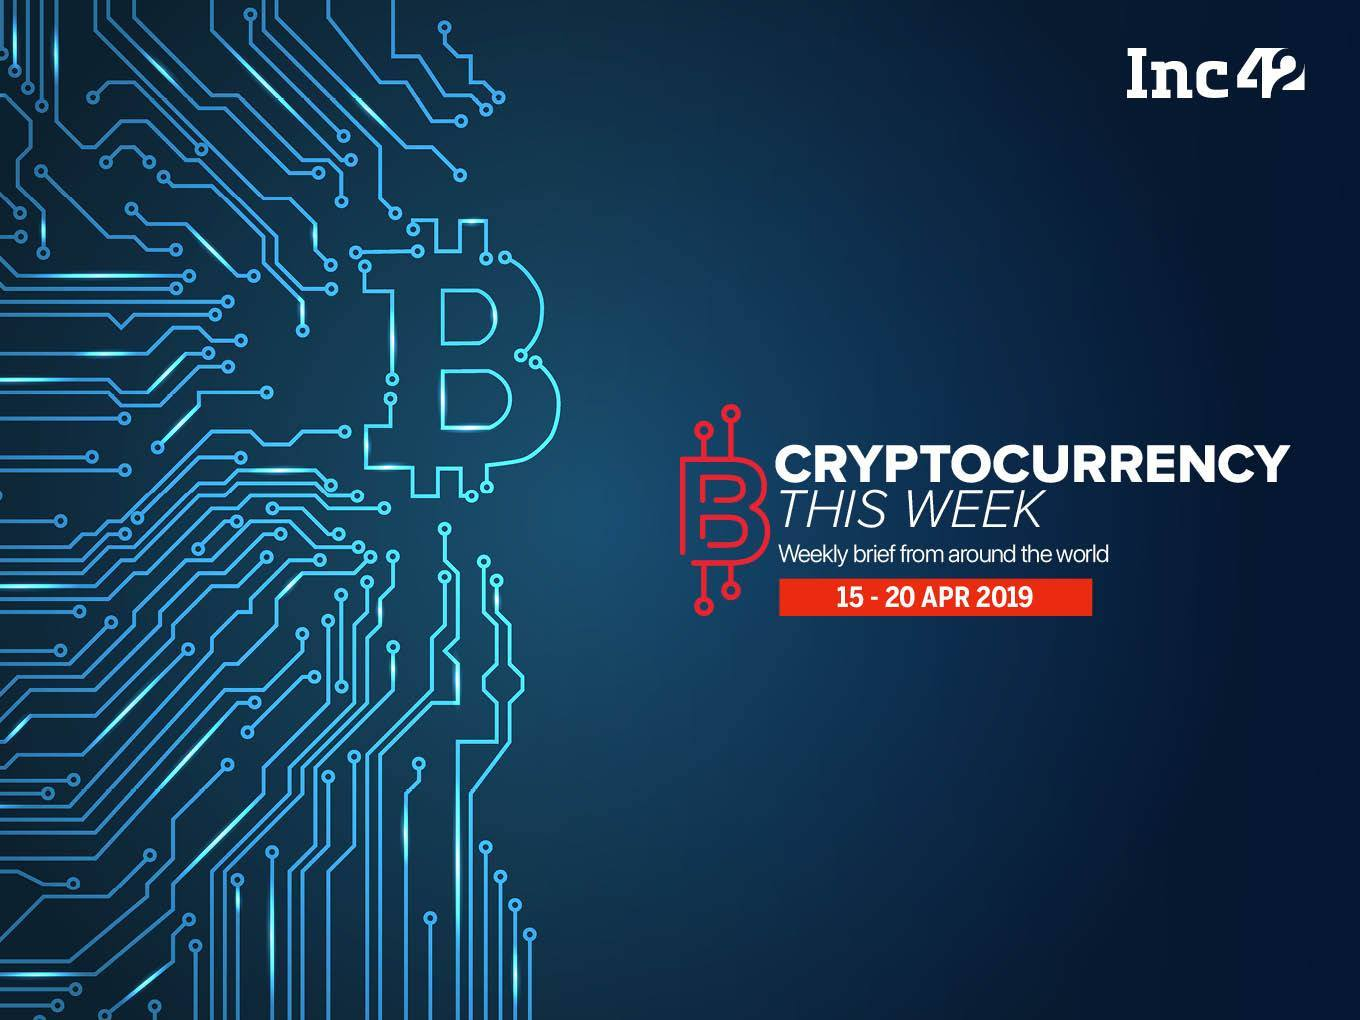 Inc42
CRYPTOCURRENCY
THIS WEEK
Weekly brief from around the world
15 - 20 APR 2019